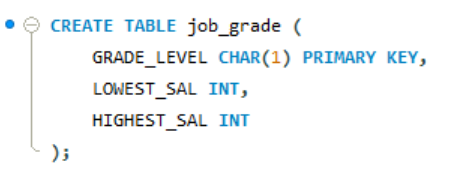 CREATE TABLE job_grade (
GRADE_LEVEL CHAR(1) PRIMARY KEY,
LOWEST_SAL INT,
HIGHEST_SAL INT
);